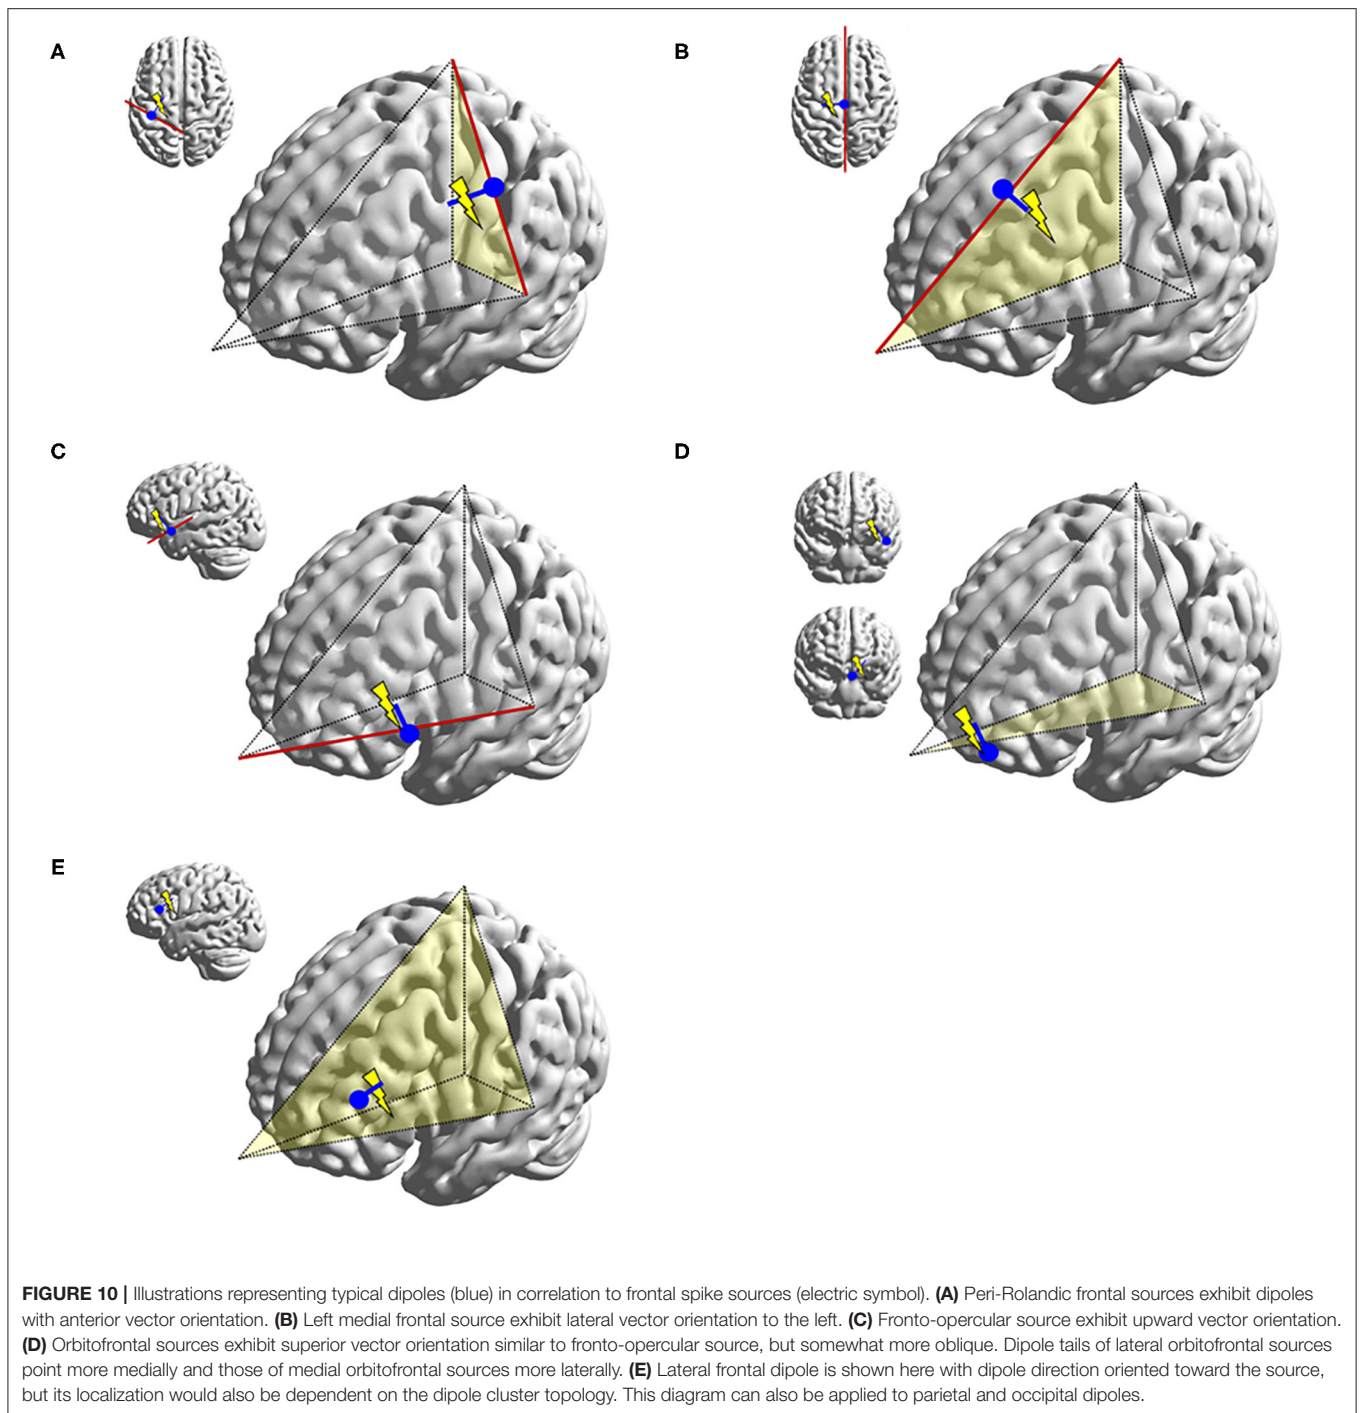 A
B
C
D
E
FIGURE 10 | Illustrations representing typical dipoles (blue) in correlation to frontal spike sources (electric symbol). (A) Peri-Rolandic frontal sources exhibit dipoles
with anterior vector orientation. (B) Left medial frontal source exhibit lateral vector orientation to the left. (C) Fronto-opercular source exhibit upward vector orientation.
(D) Orbitofrontal sources exhibit superior vector orientation similar to fronto-opercular source, but somewhat more oblique. Dipole tails of lateral orbitofrontal sources
point more medially and those of medial orbitofrontal sources more laterally. (E) Lateral frontal dipole is shown here with dipole direction oriented toward the source,
but its localization would also be dependent on the dipole cluster topology. This diagram can also be applied to parietal and occipital dipoles.